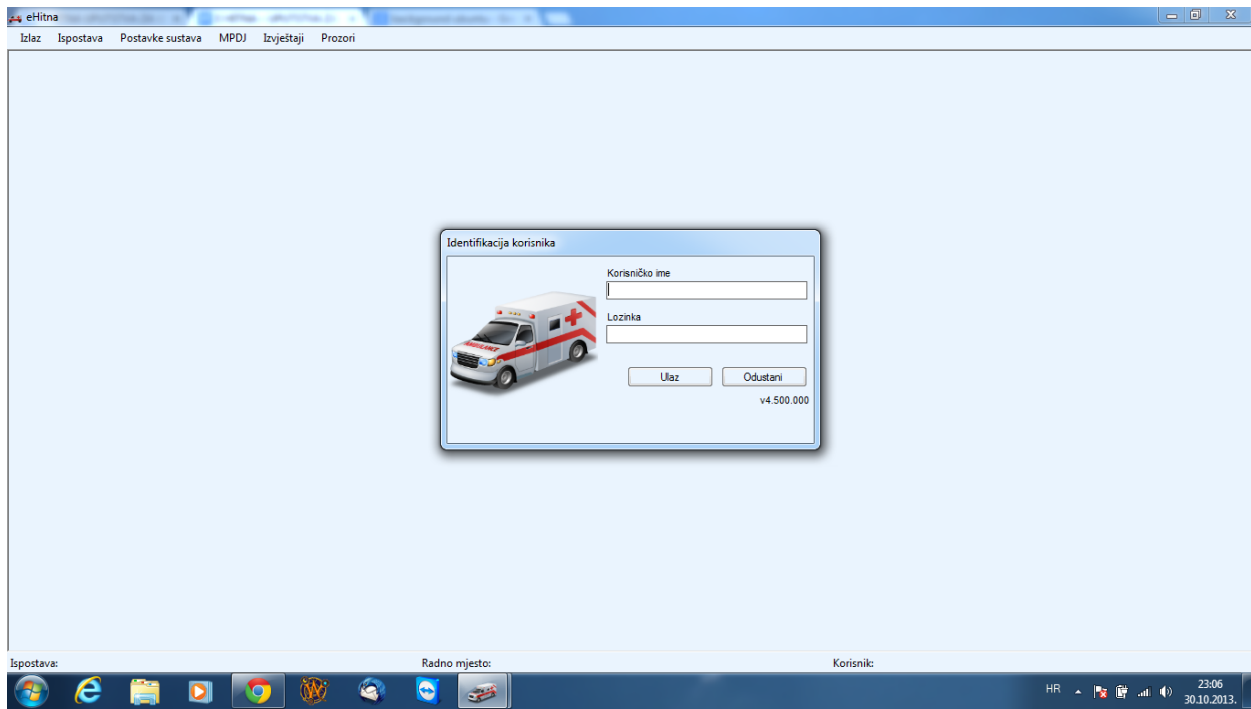 eHitna
Izlaz Ispostava Postavke sustava MPDJ Izvještaji Prozori
Identifikacija korisnika
Korisničko ime
Lozinka
AMBULANCE
Ulaz Odustani
v4.500.000
Ispostava: Radno mjesto: Korisnik:
HR 23:06
30.10.2013.